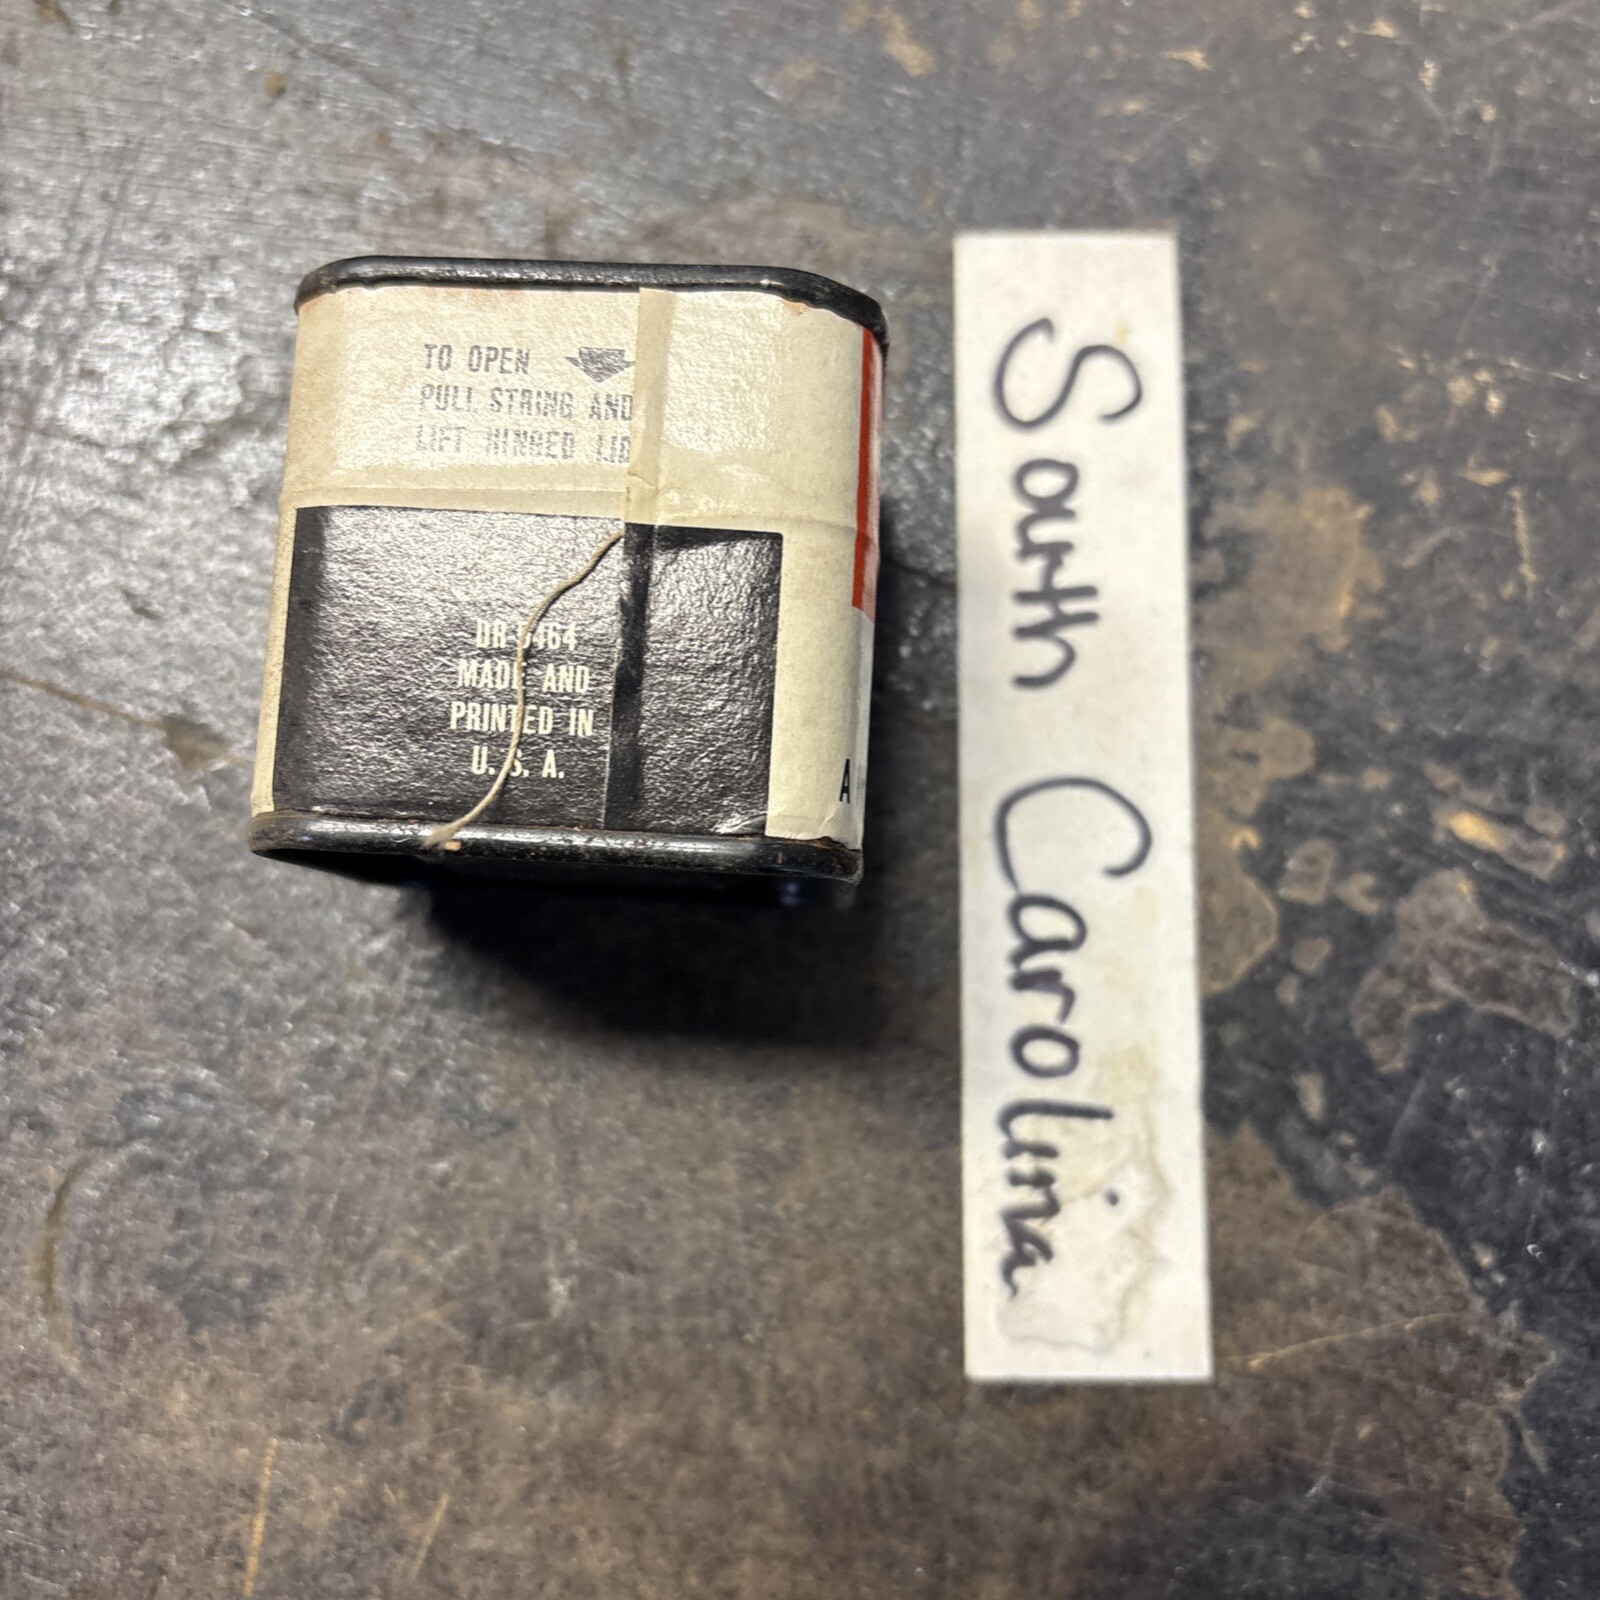 TO OPEN
PULL STRING AND
LIFT HINGED LID
MADE AND
PRINTED IN
U. S. A.
A
South Carolina